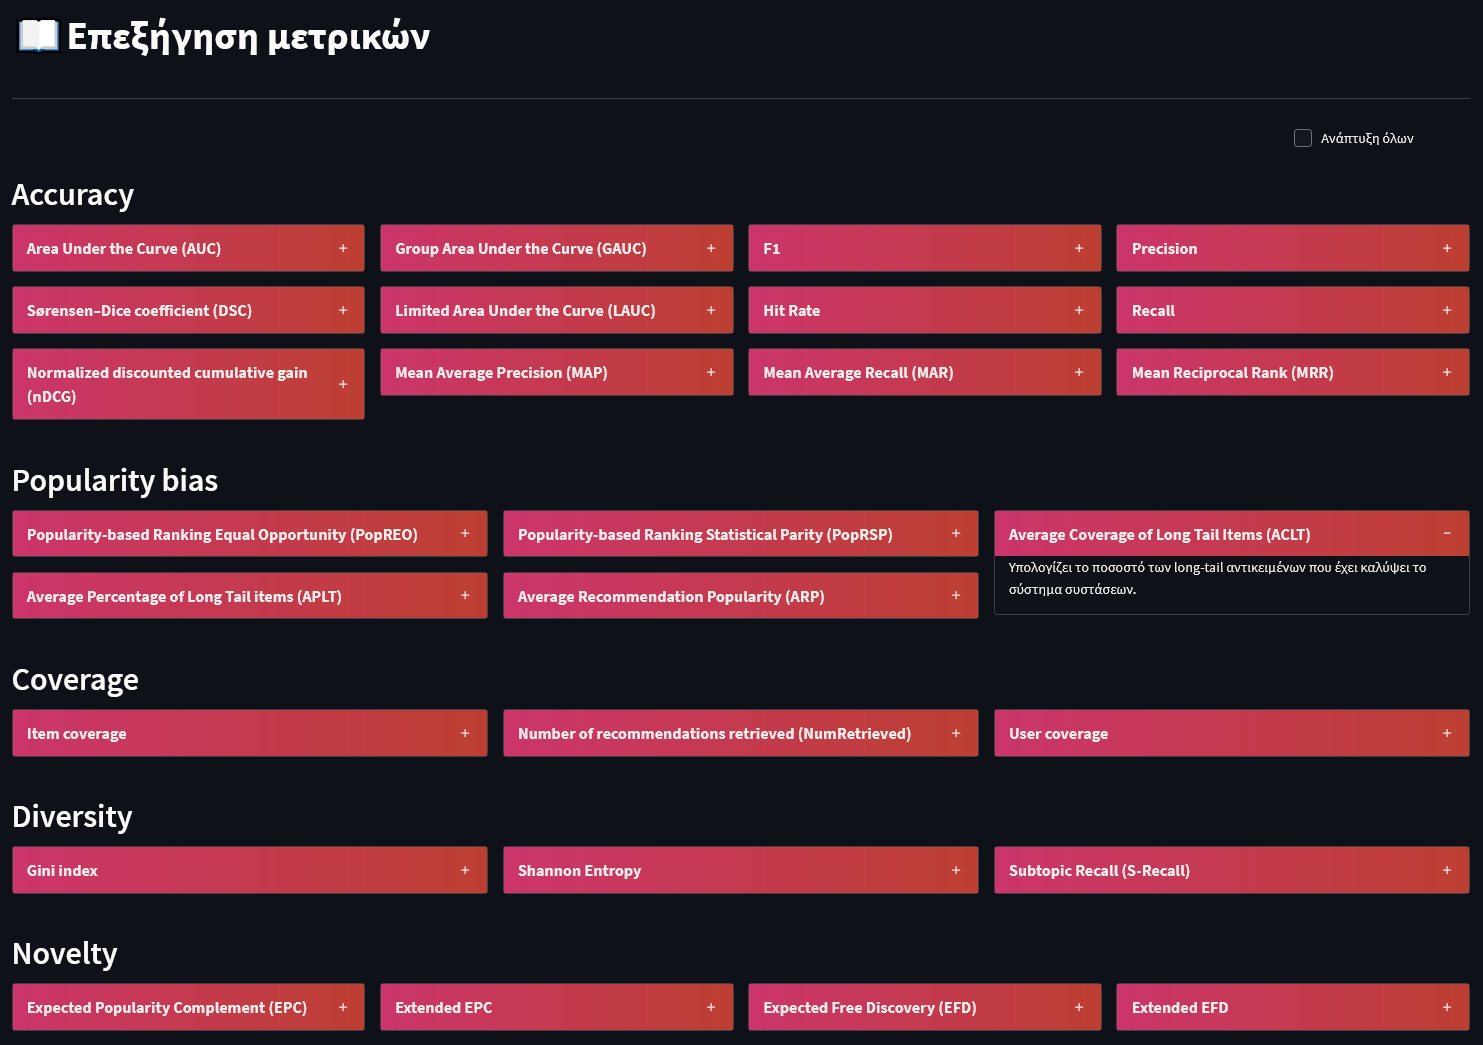 Επεξήγηση μετρικών
Ανάπτυξη όλων
Accuracy
Area Under the Curve (AUC) +
Group Area Under the Curve (GAUC) +
F1 +
Precision +
Sørensen–Dice coefficient (DSC) +
Limited Area Under the Curve (LAUC) +
Hit Rate +
Recall +
Normalized discounted cumulative gain
(nDCG) +
Mean Average Precision (MAP) +
Mean Average Recall (MAR) +
Mean Reciprocal Rank (MRR) +
Popularity bias
Popularity-based Ranking Equal Opportunity (PopREO) +
Popularity-based Ranking Statistical Parity (PopRSP) +
Average Coverage of Long Tail Items (ACLT) −
Υπολογίζει το ποσοστό των long-tail αντικειμένων που έχει καλύψει το
σύστημα συστάσεων.
Average Percentage of Long Tail items (APLT) +
Average Recommendation Popularity (ARP) +
Coverage
Item coverage +
Number of recommendations retrieved (NumRetrieved) +
User coverage +
Diversity
Gini index +
Shannon Entropy +
Subtopic Recall (S-Recall) +
Novelty
Expected Popularity Complement (EPC) +
Extended EPC +
Expected Free Discovery (EFD) +
Extended EFD +